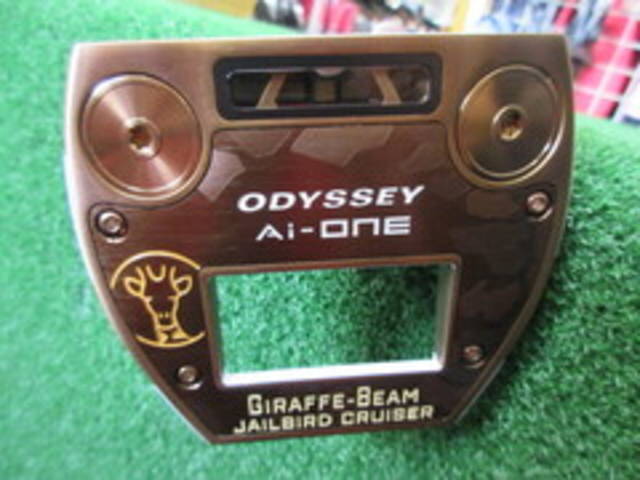 ODYSSEY
Ai-ONE
GIRAFFE-BEAM
JAILBIRD CRUISER